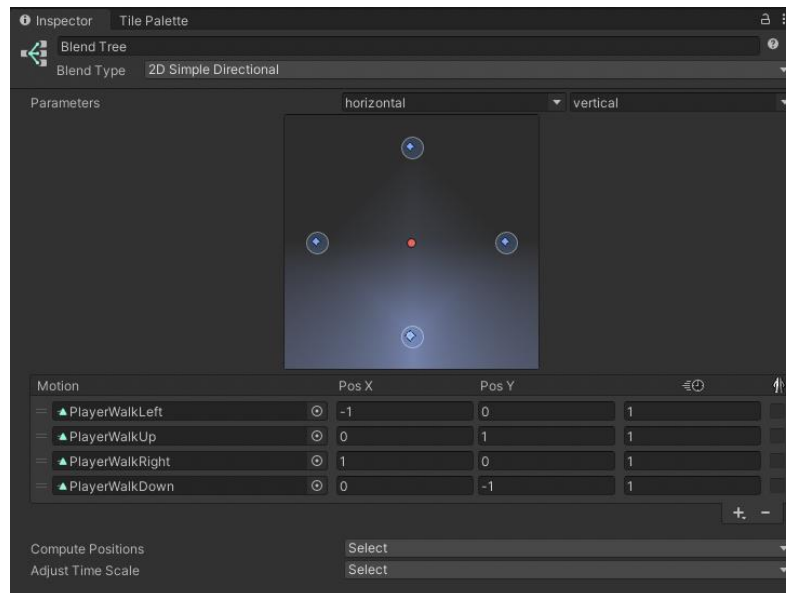 Inspector Tile Palette
Blend Tree
Blend Type 2D Simple Directional
Parameters horizontal vertical
Motion Pos X Pos Y
PlayerWalkLeft -1 0 1
PlayerWalkUp 0 1 1
PlayerWalkRight 1 0 1
PlayerWalkDown 0 -1 1
Compute Positions Select
Adjust Time Scale Select